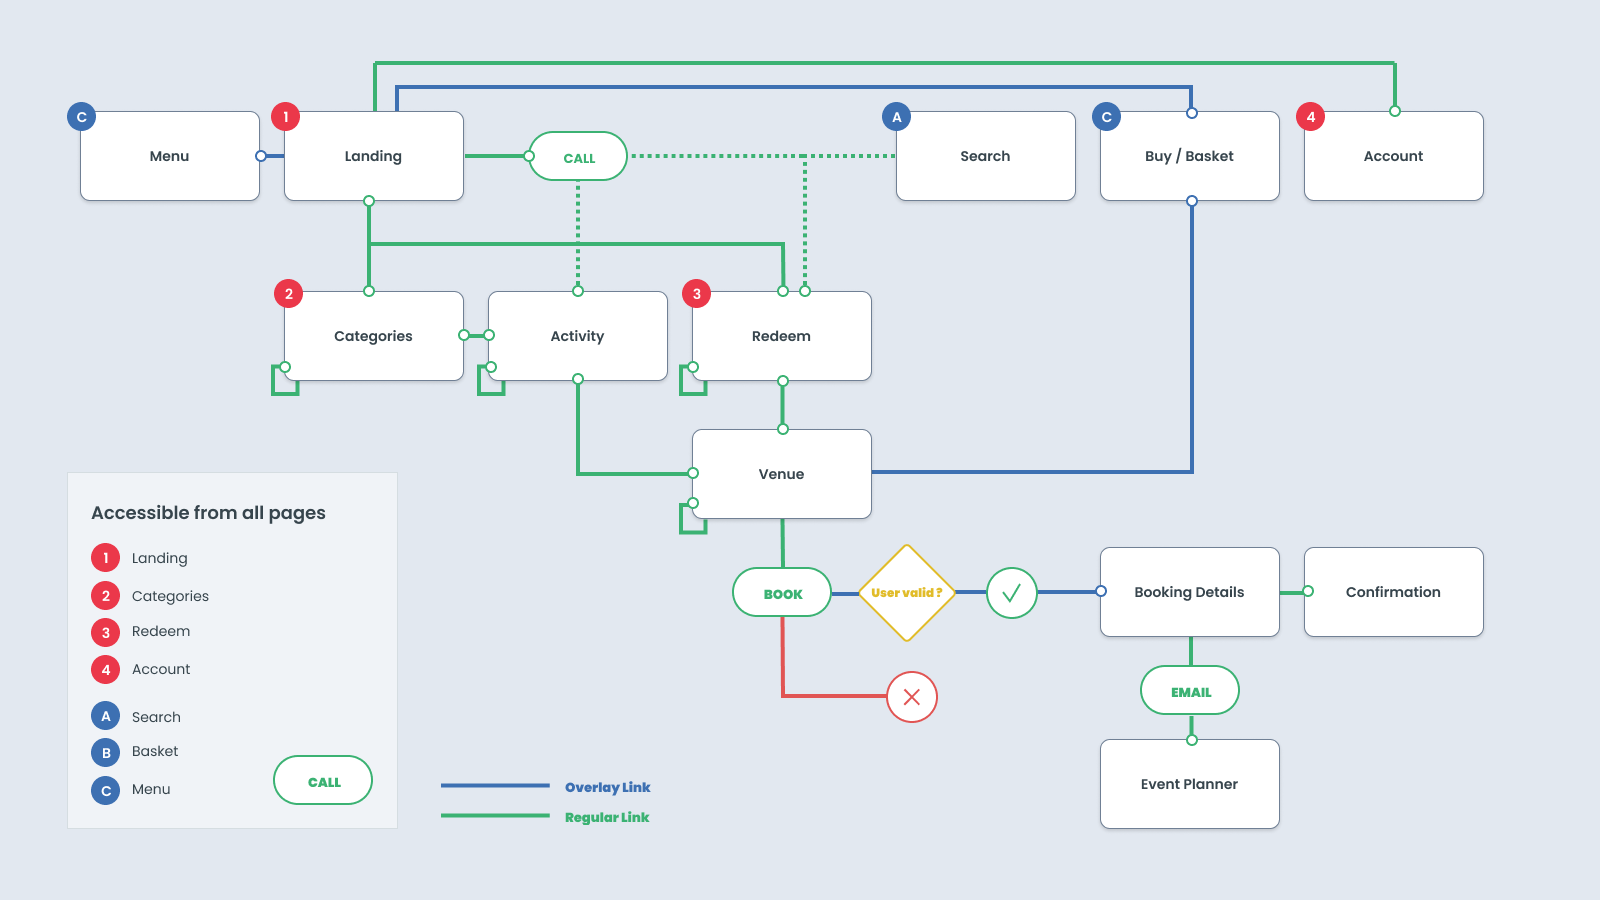 C
Menu
1
Landing
CALL
A
Search
C
Buy / Basket
4
Account
2
Categories
Activity
3
Redeem
Venue
BOOK
User valid ?
Booking Details
Confirmation
EMAIL
Event Planner
Accessible from all pages
1 Landing
2 Categories
3 Redeem
4 Account
A Search
B Basket
C Menu
CALL
Overlay Link
Regular Link